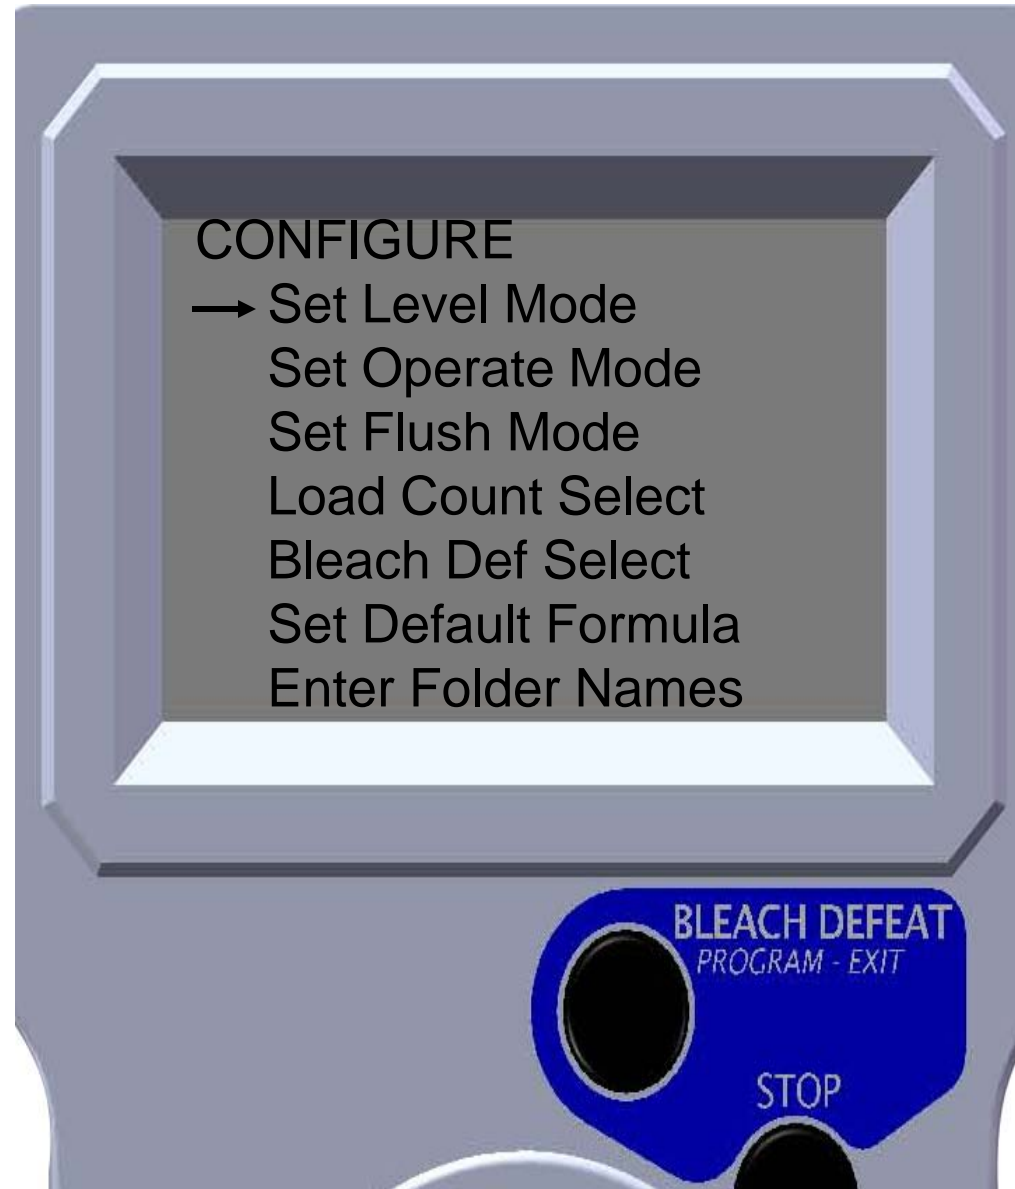 CONFIGURE
Set Level Mode
Set Operate Mode
Set Flush Mode
Load Count Select
Bleach Def Select
Set Default Formula
Enter Folder Names
BLEACH DEFEAT
PROGRAM - EXIT
STOP